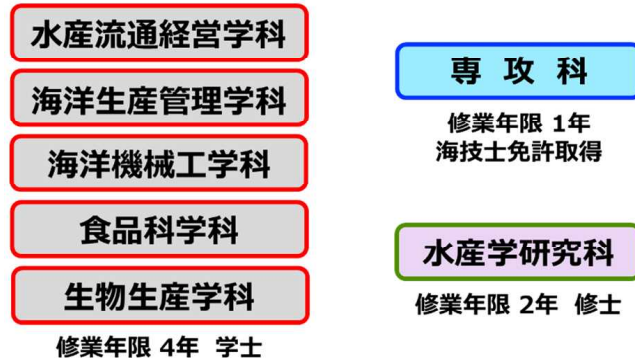 水産流通経営学科
海洋生産管理学科
海洋機械工学科
食品科学科
生物生産学科
修業年限 4年 学士
専 攻 科
修業年限 1年
海技士免許取得
水産学研究科
修業年限 2年 修士